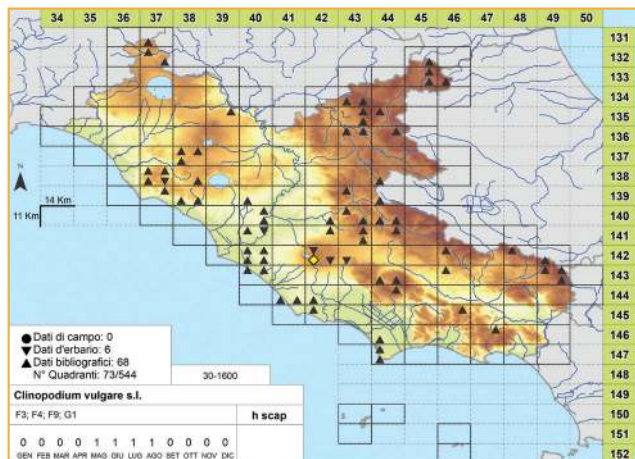 34 35 36 37 38 39 40 41 42 43 44 45 46 47 48 49 50
131
132
133
134
135
136
137
138
139
140
141
142
143
144
145
146
147
148
149
150
151
152
N
14 Km
11 Km
Dati di campo: 0
Dati d'erbario: 6
Dati bibliografici: 68
N° Quadranti: 73/544
30-1600
Clinopodium vulgare s.l.
F3; F4; F9; G1
h scap
0 0 0 0 1 1 1 1 0 0 0 0
GEN FEB MAR APR MAG GIU LUG AGO SET OTT NOV DIC